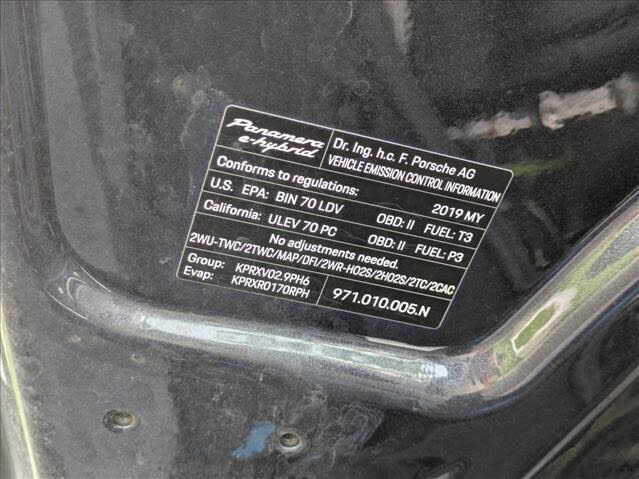 Panamera
e-hybrid
Dr. Ing. h.c. F. Porsche AG
VEHICLE EMISSION CONTROL INFORMATION
Conforms to regulations: 2019 MY
U.S. EPA: BIN 70 LDV OBD: II FUEL: T3
California: ULEV 70 PC OBD: II FUEL: P3
No adjustments needed.
2WU-TWC/2TWC/MAP/DFI/2WR-HO2S/2HO2S/2TC/2CAC
Group: KPRXV02.9PH6
Evap: KPRXR0170RPH
971.010.005.N